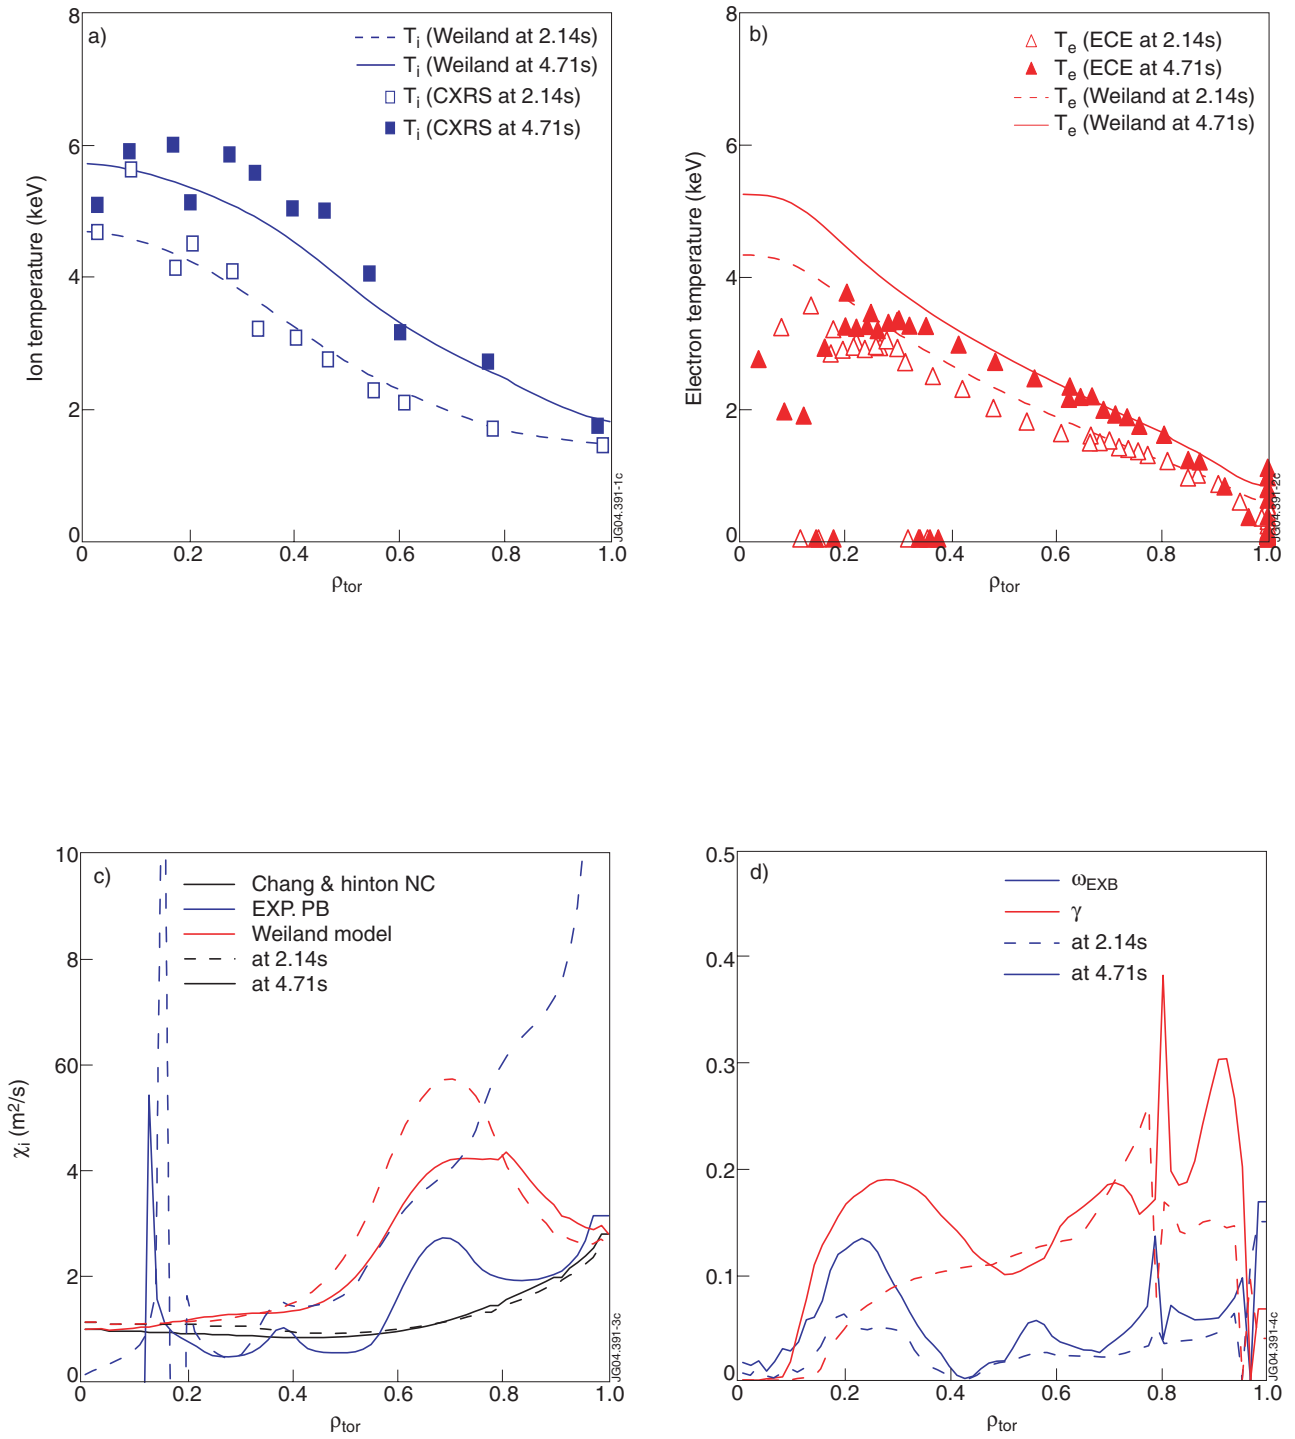 a)
T_i (Weiland at 2.14s)
T_i (Weiland at 4.71s)
T_i (CXRS at 2.14s)
T_i (CXRS at 4.71s)
Ion temperature (keV)
8
6
4
2
0
0 0.2 0.4 0.6 0.8 1.0
ρtor
JG04.391-1c
b)
T_e (ECE at 2.14s)
T_e (ECE at 4.71s)
T_e (Weiland at 2.14s)
T_e (Weiland at 4.71s)
Electron temperature (keV)
8
6
4
2
0
0 0.2 0.4 0.6 0.8 1.0
ρtor
JG04.391-2c
c)
Chang & hinton NC
EXP. PB
Weiland model
at 2.14s
at 4.71s
χi (m²/s)
10
8
60
4
2
0
0 0.2 0.4 0.6 0.8 1.0
ρtor
JG04.391-3c
d)
ωEXB
γ
at 2.14s
at 4.71s
0.5
0.4
0.3
0.2
0.1
0
0 0.2 0.4 0.6 0.8 1.0
ρtor
JG04.391-4c